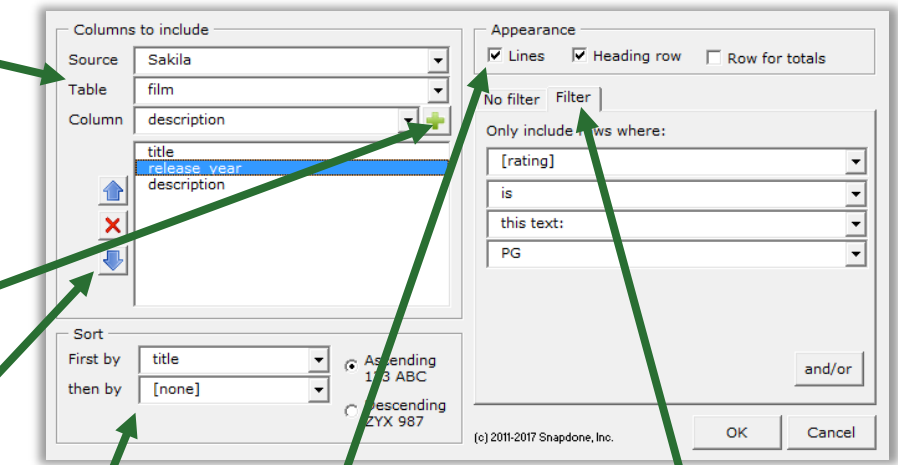 Columns to include
Source Sakila
Table film
Column description
title
release_year
description
Sort
First by title
then by [none]
Ascending
123 ABC
Descending
ZYX 987
Appearance
Lines Heading row Row for totals
No filter Filter
Only include rows where:
[rating]
is
this text:
PG
and/or
(c) 2011-2017 Snapdone, Inc.
OK Cancel